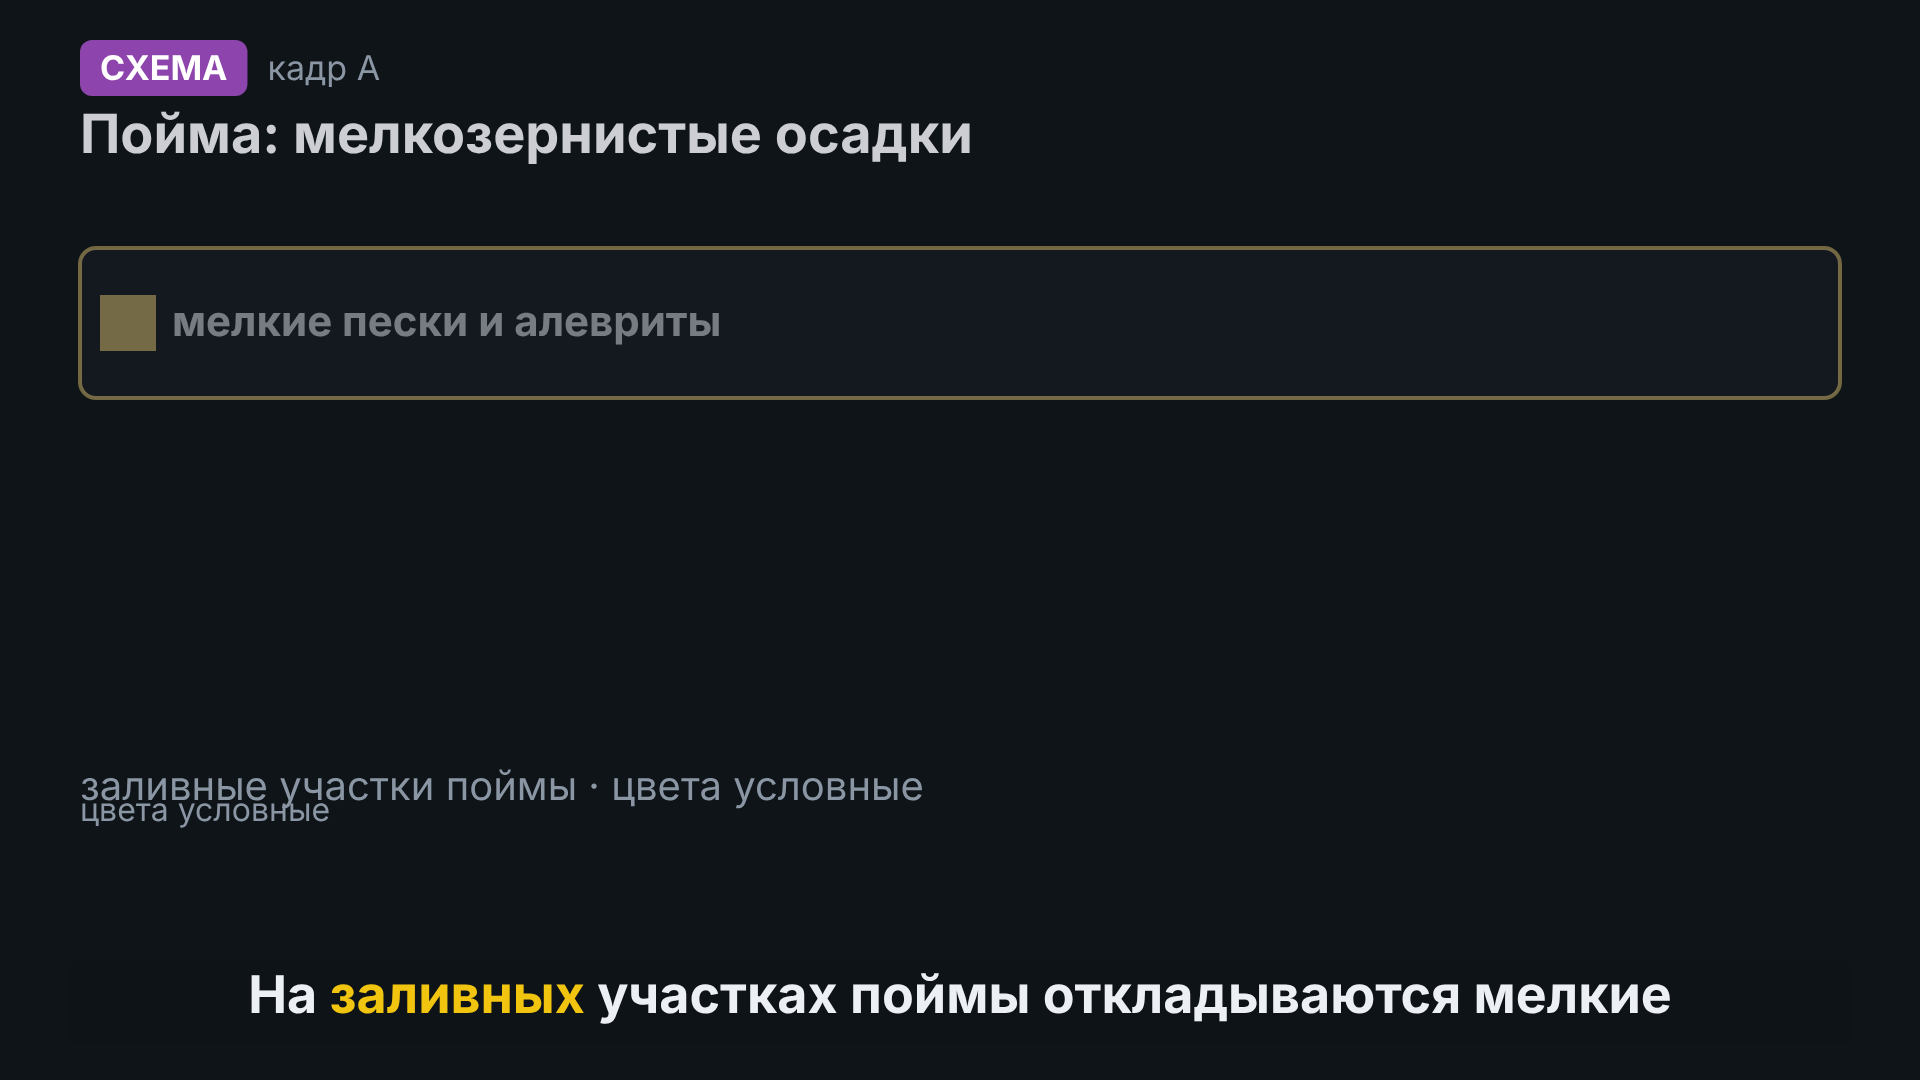 СХЕМА кадр А
Пойма: мелкозернистые осадки
мелкие пески и алевриты
заливные участки поймы · цвета условные
цвета условные
На заливных участках поймы откладываются мелкие